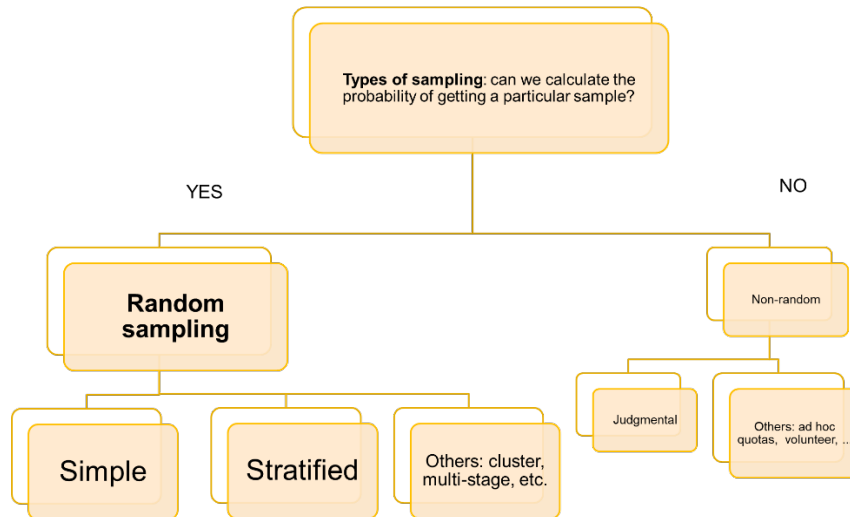 Types of sampling: can we calculate the
probability of getting a particular sample?
YES
NO
Random
sampling
Non-random
Simple
Stratified
Others: cluster,
multi-stage, etc.
Judgmental
Others: ad hoc
quotas, volunteer, ...